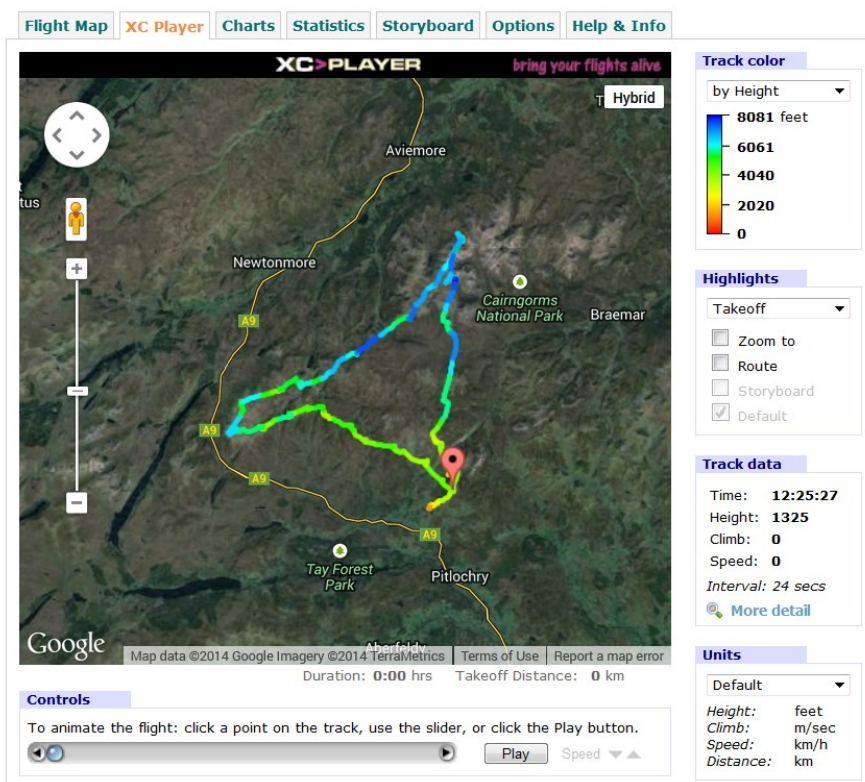 Flight Map XC Player Charts Statistics Storyboard Options Help & Info
XC>PLAYER
bring your flights alive
Hybrid
Aviemore
tus
Newtonmore
Cairngorms
National Park
Braemar
A9
A9
A9
A9
Tay Forest
Park
Pitlochry
Aberfeldy
Google
Map data ©2014 Google Imagery ©2014 TerraMetrics
Terms of Use
Report a map error
Duration: 0:00 hrs Takeoff Distance: 0 km
Controls
To animate the flight: click a point on the track, use the slider, or click the Play button.
Play Speed
Track color
by Height
8081 feet
6061
4040
2020
0
Highlights
Takeoff
Zoom to
Route
Storyboard
Default
Track data
Time: 12:25:27
Height: 1325
Climb: 0
Speed: 0
Interval: 24 secs
More detail
Units
Default
Height: feet
Climb: m/sec
Speed: km/h
Distance: km